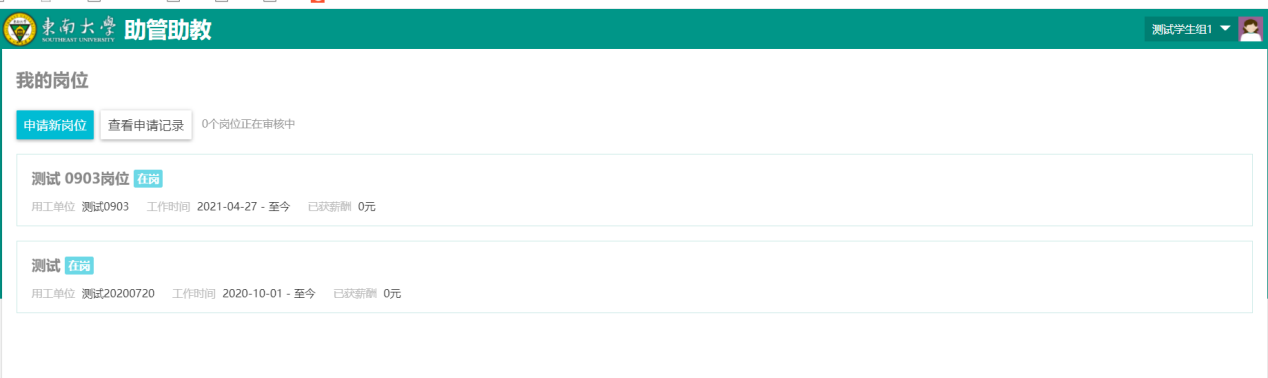 東南大學 助管助教
SOUTHEAST UNIVERSITY
测试学生组1
我的岗位
申请新岗位 查看申请记录 0个岗位正在审核中
测试 0903岗位 在岗
用工单位 测试0903 工作时间 2021-04-27 - 至今 已获薪酬 0元
测试 在岗
用工单位 测试20200720 工作时间 2020-10-01 - 至今 已获薪酬 0元